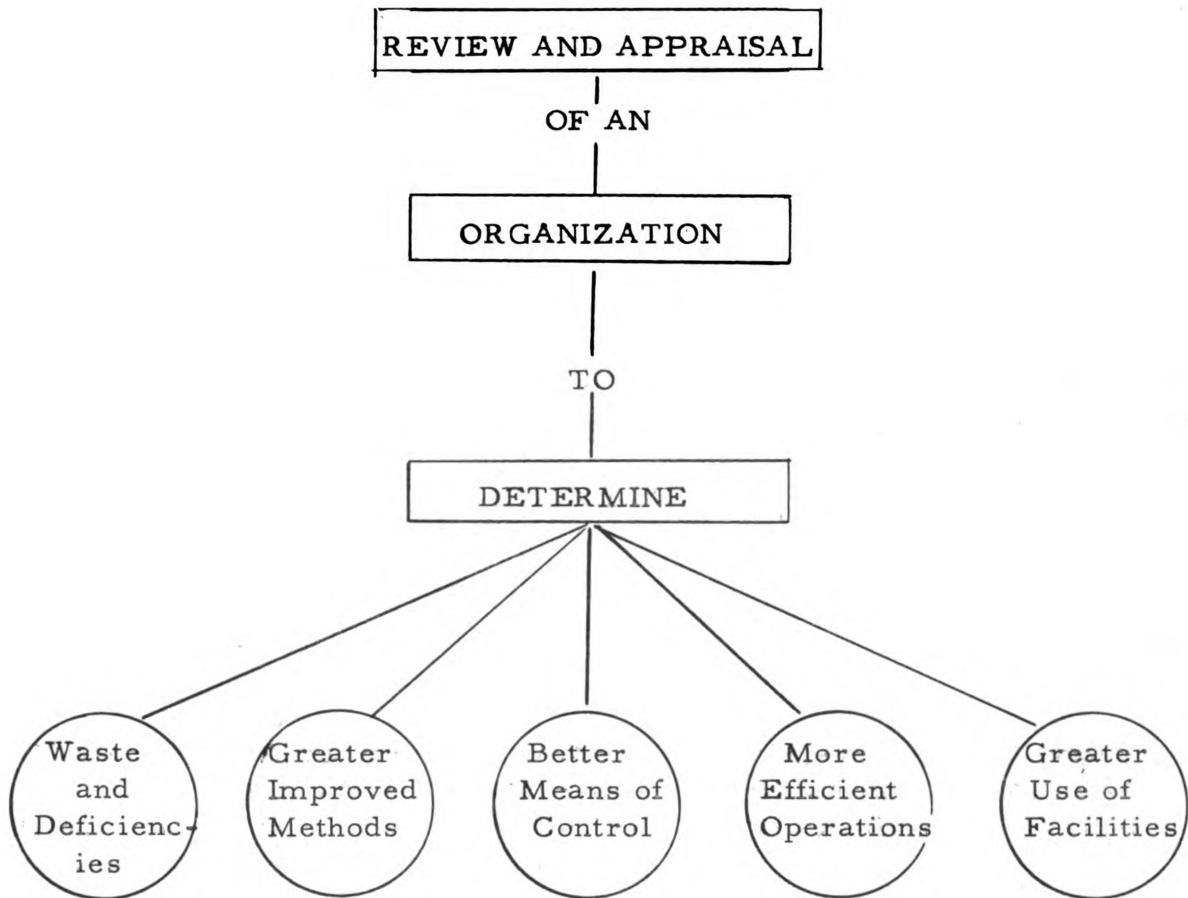 REVIEW AND APPRAISAL
OF AN
ORGANIZATION
TO
DETERMINE
Waste
and
Deficienc-
ies
Greater
Improved
Methods
Better
Means of
Control
More
Efficient
Operations
Greater
Use of
Facilities